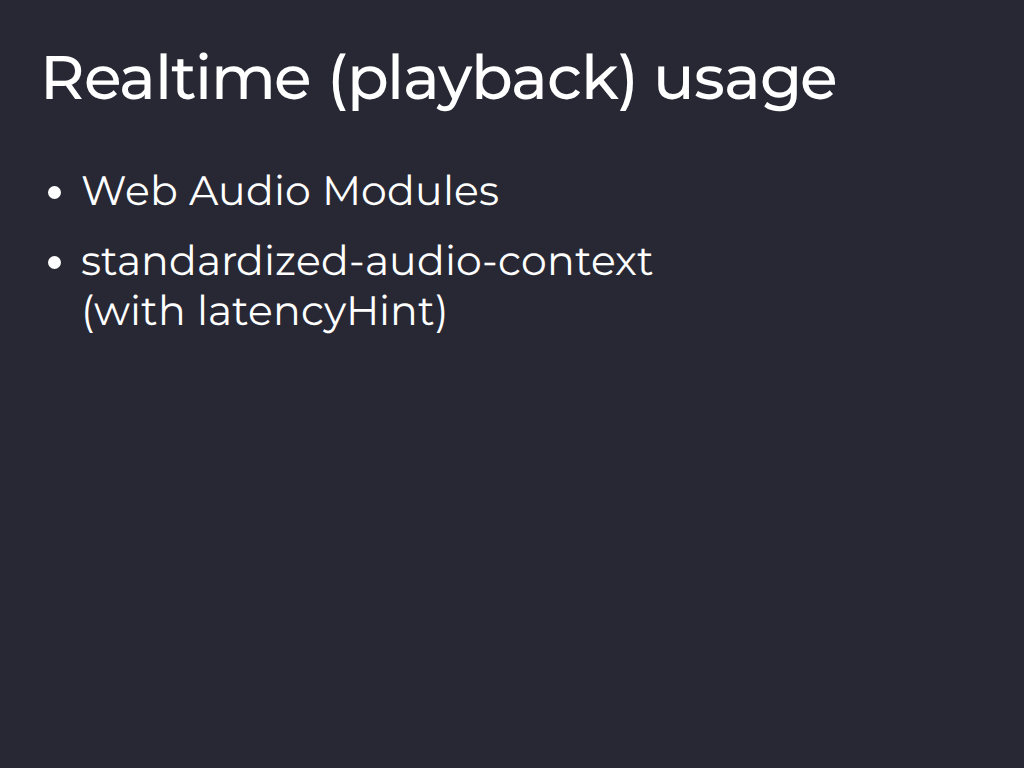 Realtime (playback) usage
• Web Audio Modules
• standardized-audio-context
(with latencyHint)